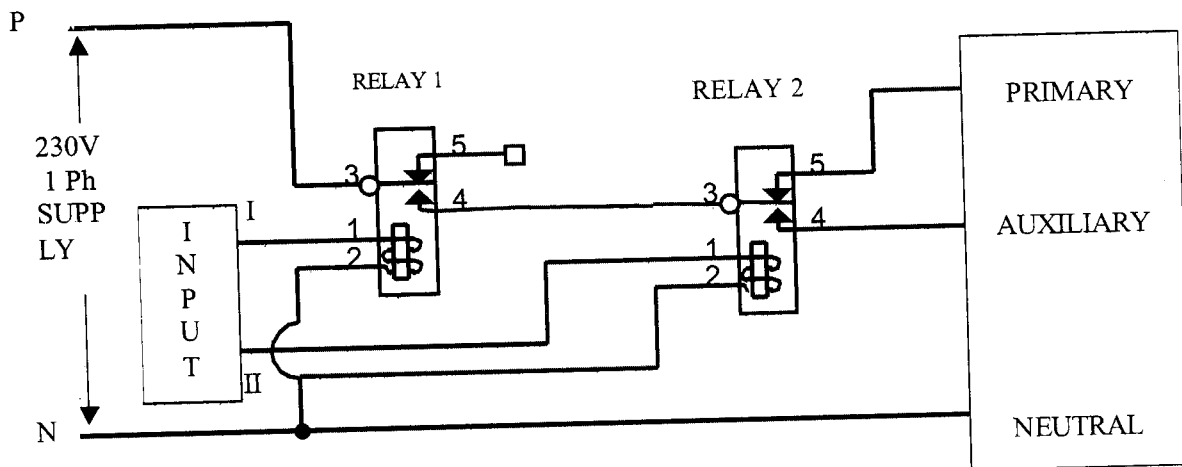 P
RELAY 1
RELAY 2
PRIMARY
230V
1 Ph
SUPP
LY
5
3
4
5
3
4
AUXILIARY
I
INPUT
1
2
1
2
II
N
NEUTRAL